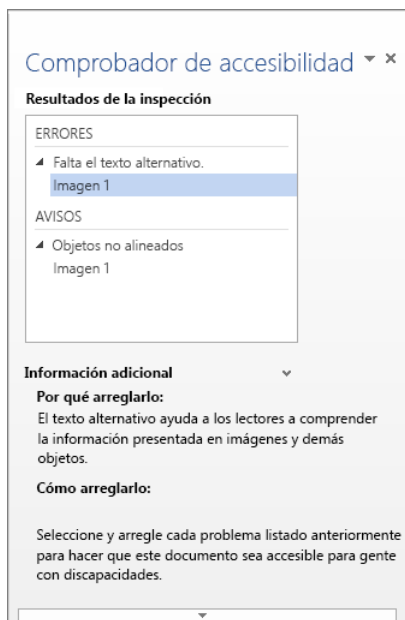 Comprobador de accesibilidad
Resultados de la inspección
ERRORES
Falta el texto alternativo.
Imagen 1
AVISOS
Objetos no alineados
Imagen 1
Información adicional
Por qué arreglarlo:
El texto alternativo ayuda a los lectores a comprender
la información presentada en imágenes y demás
objetos.
Cómo arreglarlo:
Seleccione y arregle cada problema listado anteriormente
para hacer que este documento sea accesible para gente
con discapacidades.